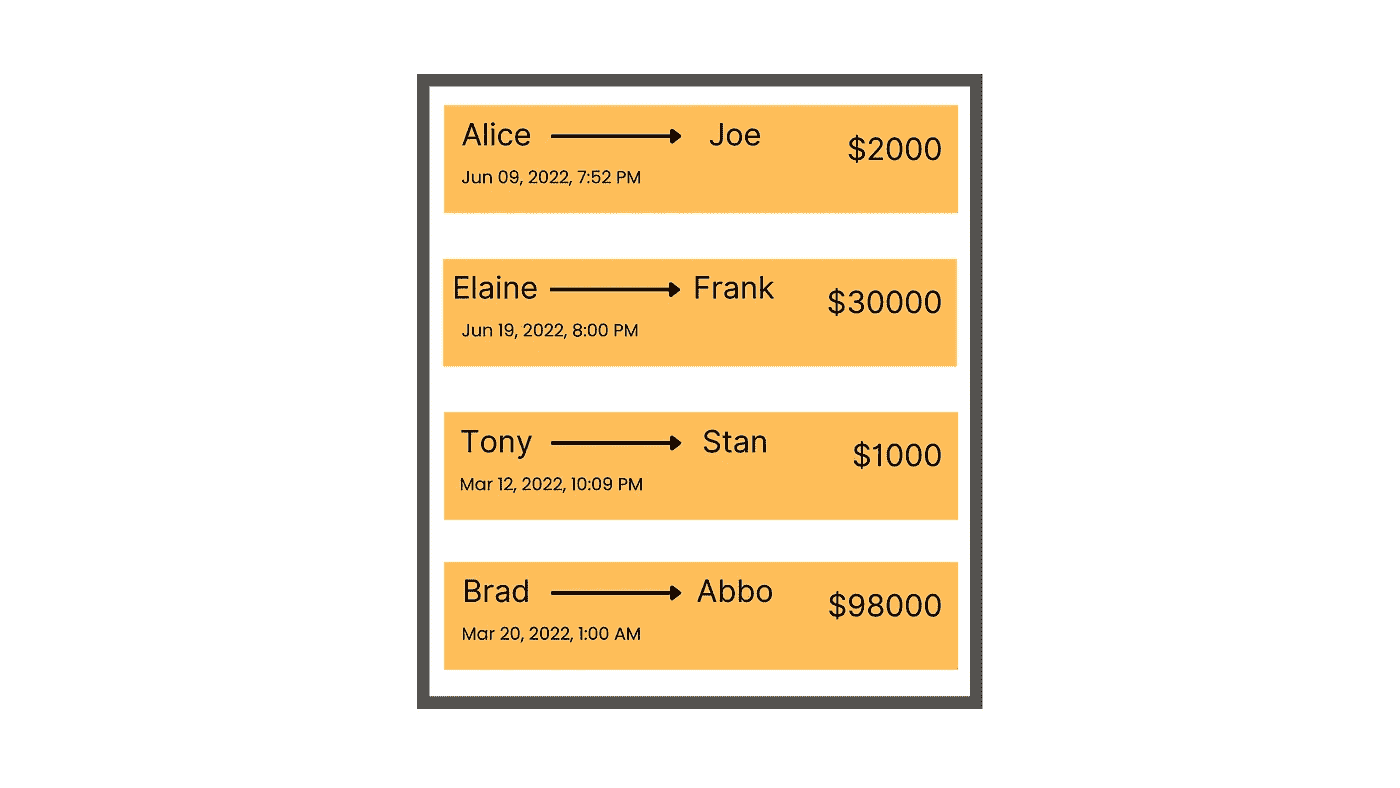 Alice → Joe $2000
Jun 09, 2022, 7:52 PM
Elaine → Frank $30000
Jun 19, 2022, 8:00 PM
Tony → Stan $1000
Mar 12, 2022, 10:09 PM
Brad → Abbo $98000
Mar 20, 2022, 1:00 AM